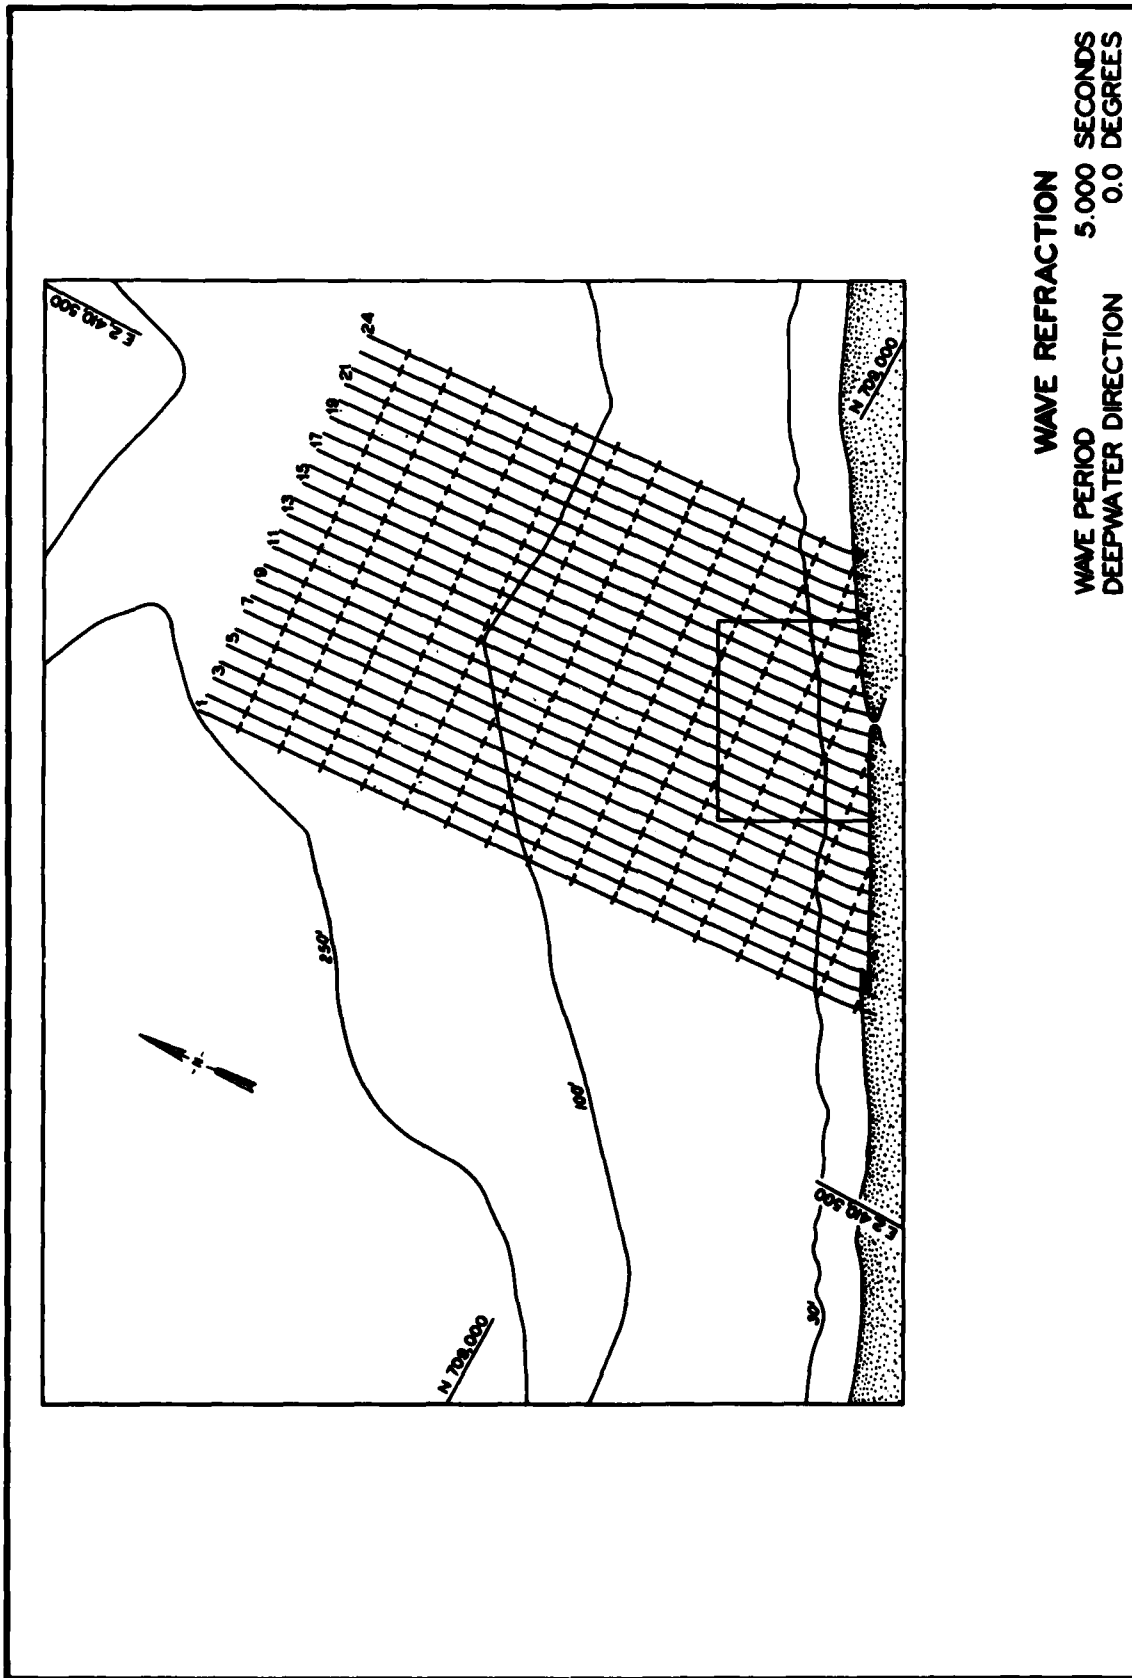 E 2,410,500
24
21
19
17
15
13
11
9
7
5
3
1
250'
N
100'
N 708,000
30'
E 2,410,500
N 708,000
WAVE REFRACTION
WAVE PERIOD 5.000 SECONDS
DEEPWATER DIRECTION 0.0 DEGREES